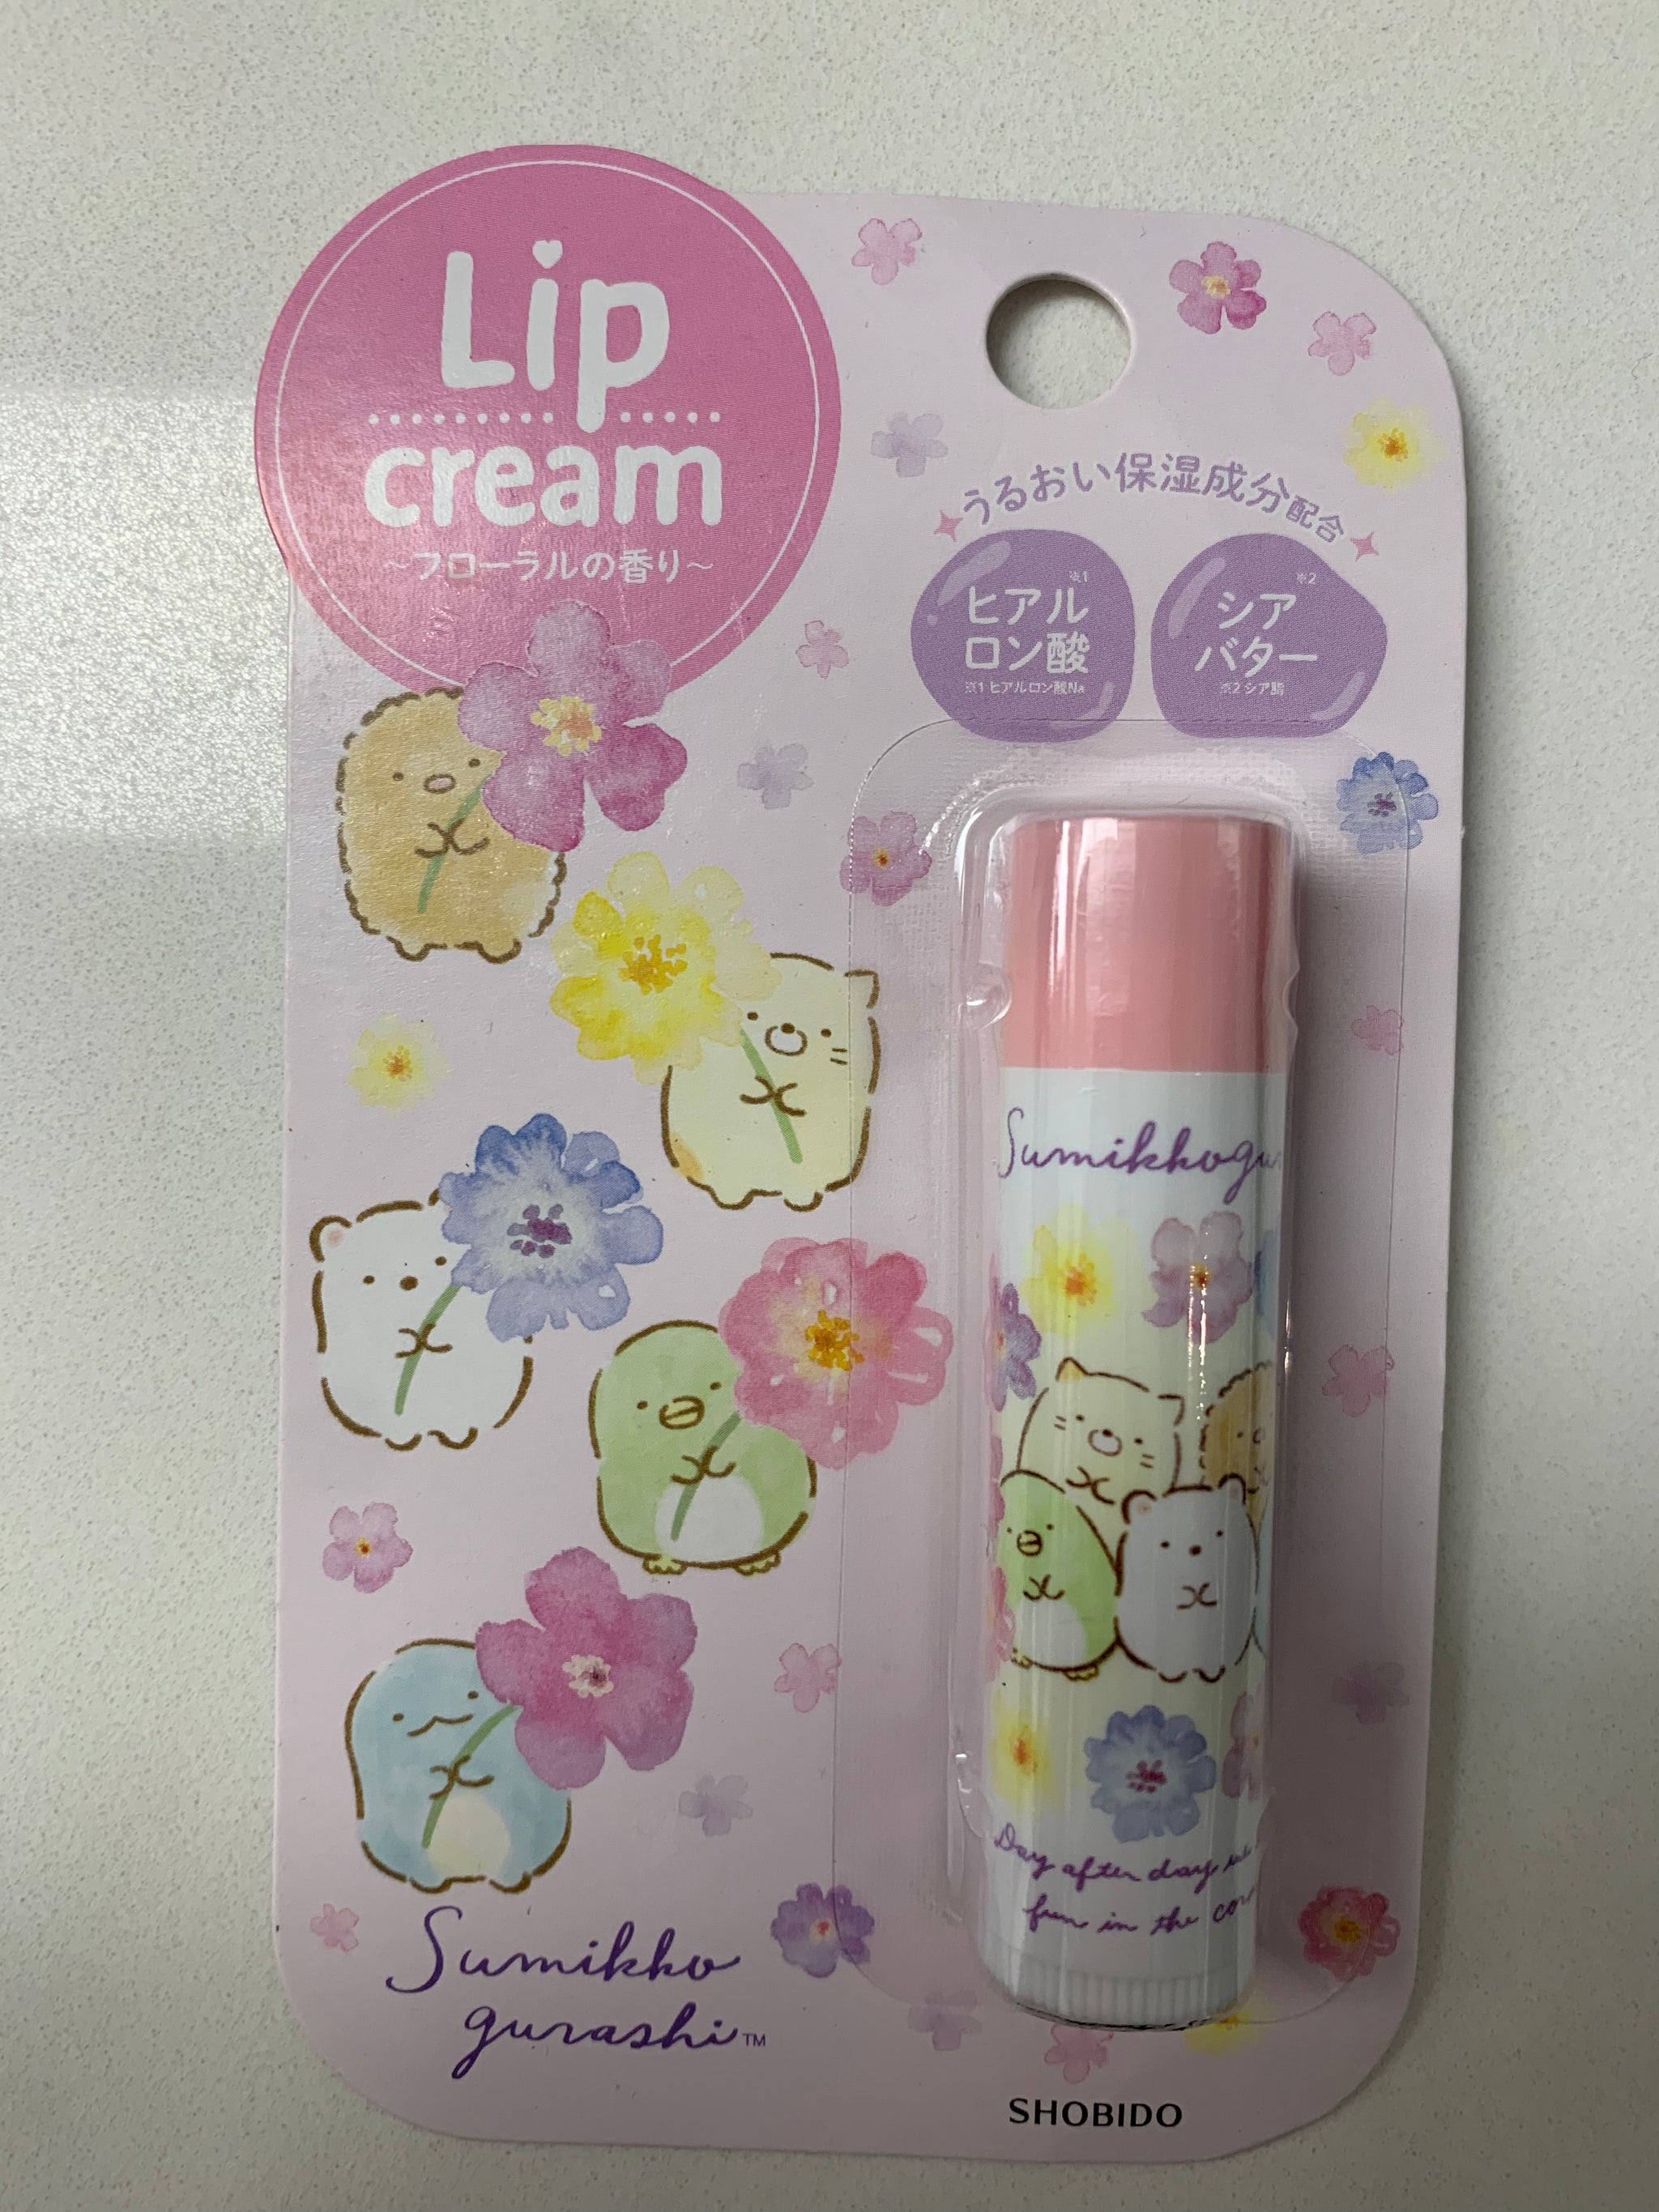 Lip
cream
~フローラルの香り~
うるおい保湿成分配合
ヒアル※1
ロン酸
※1 ヒアルロン酸Na
シア※2
バター
※2 シア脂
Sumikkogu
Day after day
fun in the
Sumikko
gurashi™
SHOBIDO